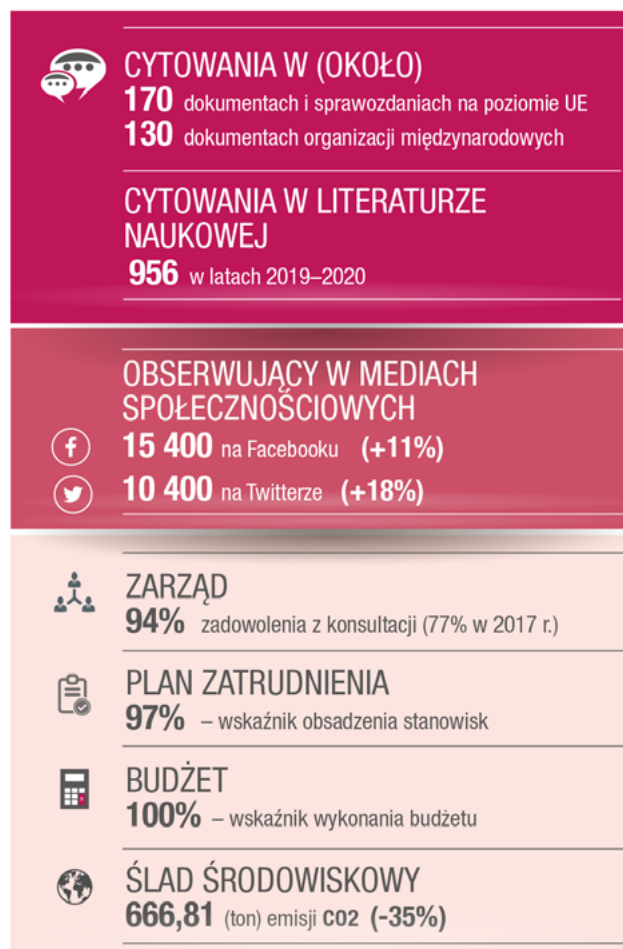 CYTOWANIA W (OKOŁO)
170 dokumentach i sprawozdaniach na poziomie UE
130 dokumentach organizacji międzynarodowych
CYTOWANIA W LITERATURZE
NAUKOWEJ
956 w latach 2019–2020
OBSERWUJĄCY W MEDIACH
SPOŁECZNOŚCIOWYCH
15 400 na Facebooku (+11%)
10 400 na Twitterze (+18%)
ZARZĄD
94% zadowolenia z konsultacji (77% w 2017 r.)
PLAN ZATRUDNIENIA
97% – wskaźnik obsadzenia stanowisk
BUDŻET
100% – wskaźnik wykonania budżetu
ŚLAD ŚRODOWISKOWY
666,81 (ton) emisji CO2 (-35%)